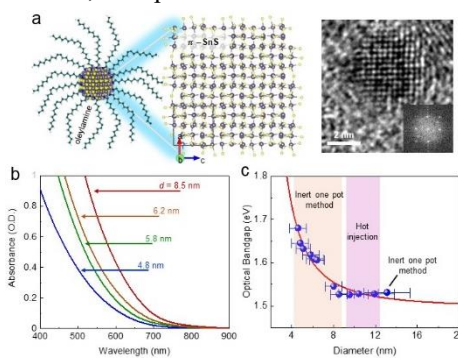 a
π - SnS
oleylamine
a
b
c
2 nm
b
Absorbance (O.D.)
1
0.8
0.6
0.4
0.2
0
400 500 600 700 800 900
Wavelength (nm)
d = 8.5 nm
6.2 nm
5.8 nm
4.8 nm
c
Optical Bandgap (eV)
1.8
1.7
1.6
1.5
4 8 12 16 20
Diameter (nm)
Inert one pot
method
Hot
injection
Inert one pot
method